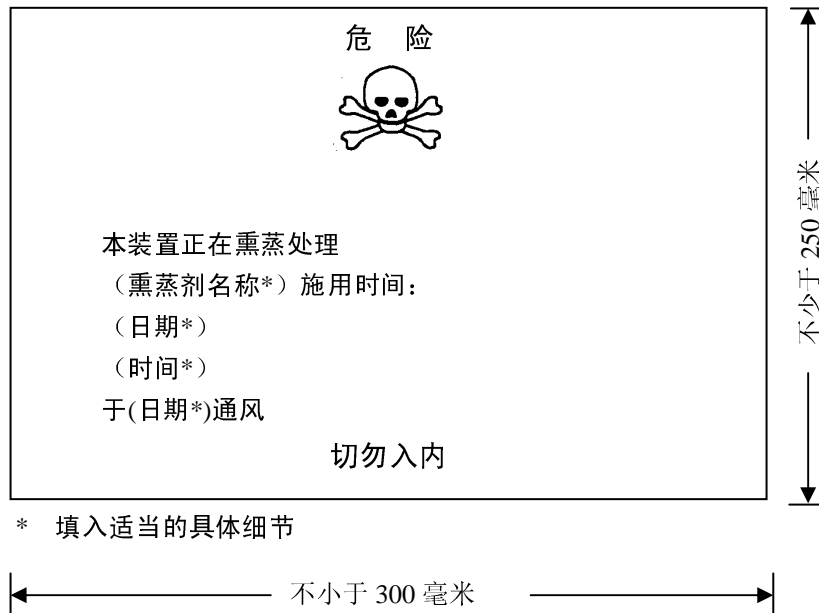 危 险
本装置正在熏蒸处理
（熏蒸剂名称*）施用时间：
（日期*）
（时间*）
于(日期*)通风
切勿入内
* 填入适当的具体细节
不小于 300 毫米
不少于 250 毫米